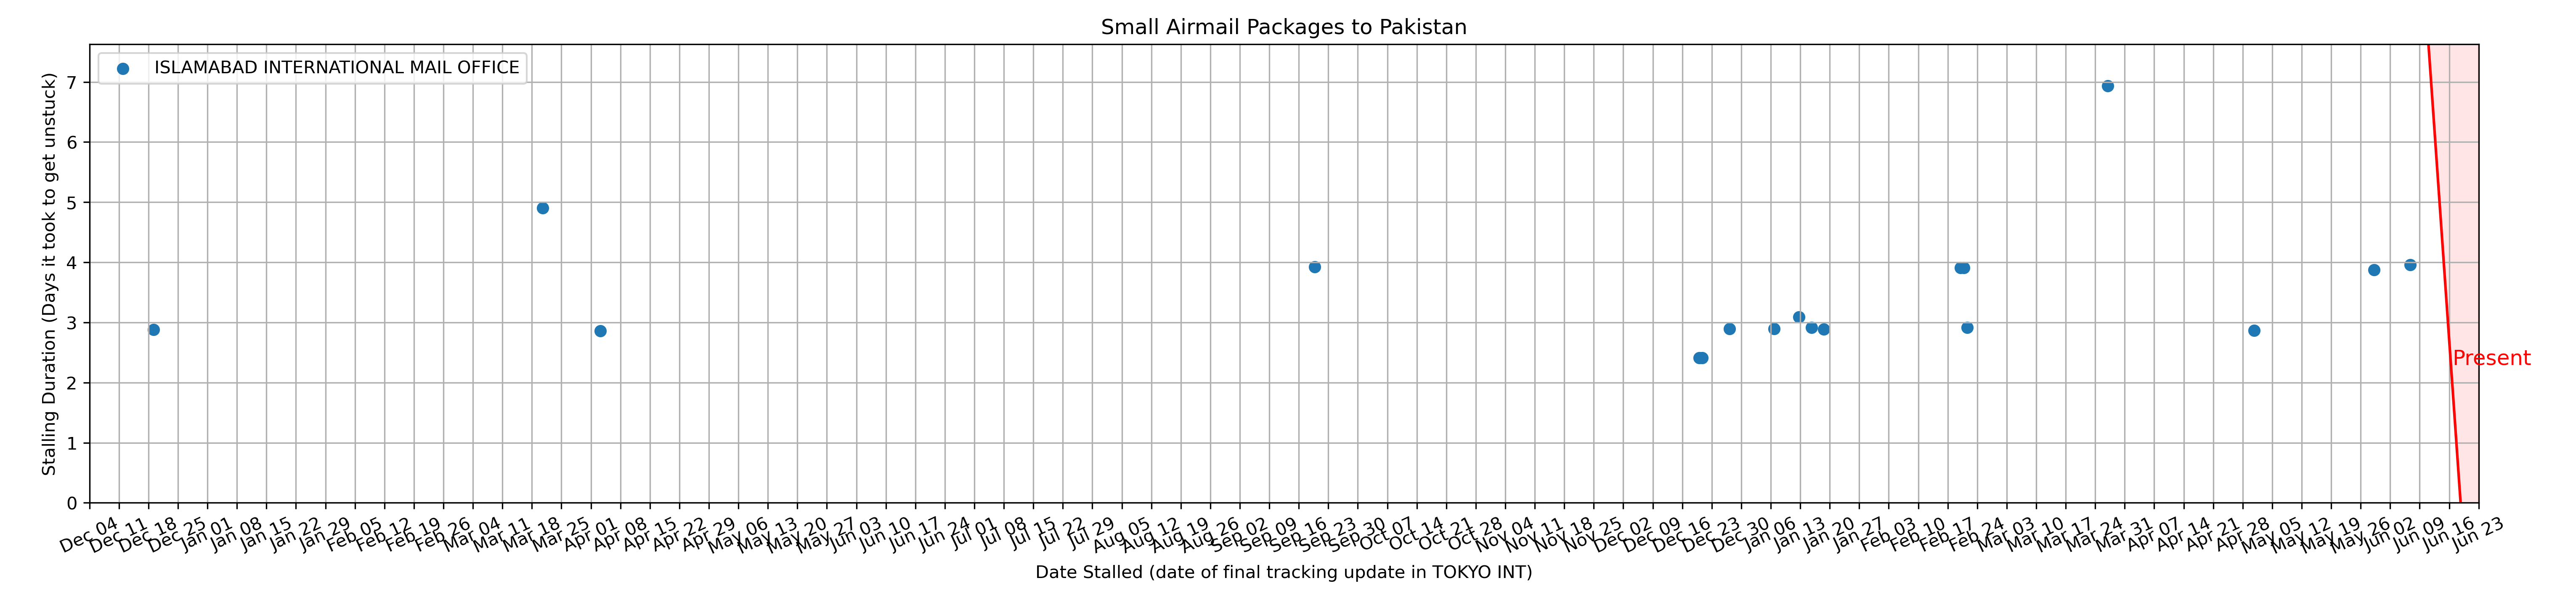 Small Airmail Packages to Pakistan
ISLAMABAD INTERNATIONAL MAIL OFFICE
Stalling Duration (Days it took to get unstuck)
7
6
5
4
3
2
1
0
Present
Dec 04 Dec 11 Dec 18 Dec 25 Jan 01 Jan 08 Jan 15 Jan 22 Jan 29 Feb 05 Feb 12 Feb 19 Feb 26 Mar 04 Mar 11 Mar 18 Mar 25 Apr 01 Apr 08 Apr 15 Apr 22 Apr 29 May 06 May 13 May 20 May 27 Jun 03 Jun 10 Jun 17 Jun 24 Jul 01 Jul 08 Jul 15 Jul 22 Jul 29 Aug 05 Aug 12 Aug 19 Aug 26 Sep 02 Sep 09 Sep 16 Sep 23 Sep 30 Oct 07 Oct 14 Oct 21 Oct 28 Nov 04 Nov 11 Nov 18 Nov 25 Dec 02 Dec 09 Dec 16 Dec 23 Dec 30 Jan 06 Jan 13 Jan 20 Jan 27 Feb 03 Feb 10 Feb 17 Feb 24 Mar 03 Mar 10 Mar 17 Mar 24 Mar 31 Apr 07 Apr 14 Apr 21 Apr 28 May 05 May 12 May 19 May 26 Jun 02 Jun 09 Jun 16 Jun 23
Date Stalled (date of final tracking update in TOKYO INT)